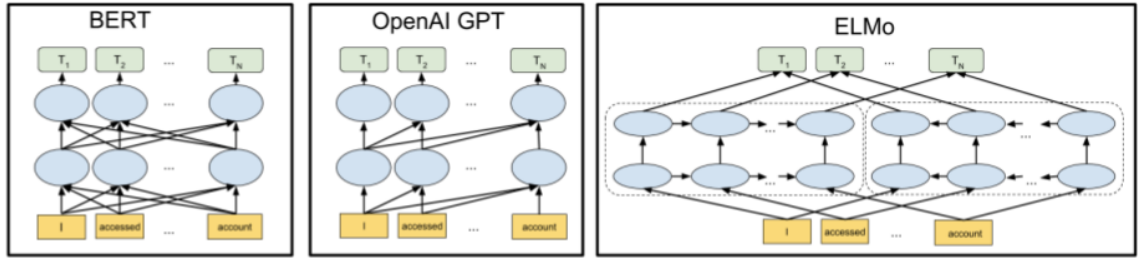 BERT
T1 T2 ... TN
...
...
I accessed ... account
OpenAI GPT
T1 T2 ... TN
...
...
I accessed ... account
ELMo
T1 T2 ... TN
... ...
... ...
I accessed ... account